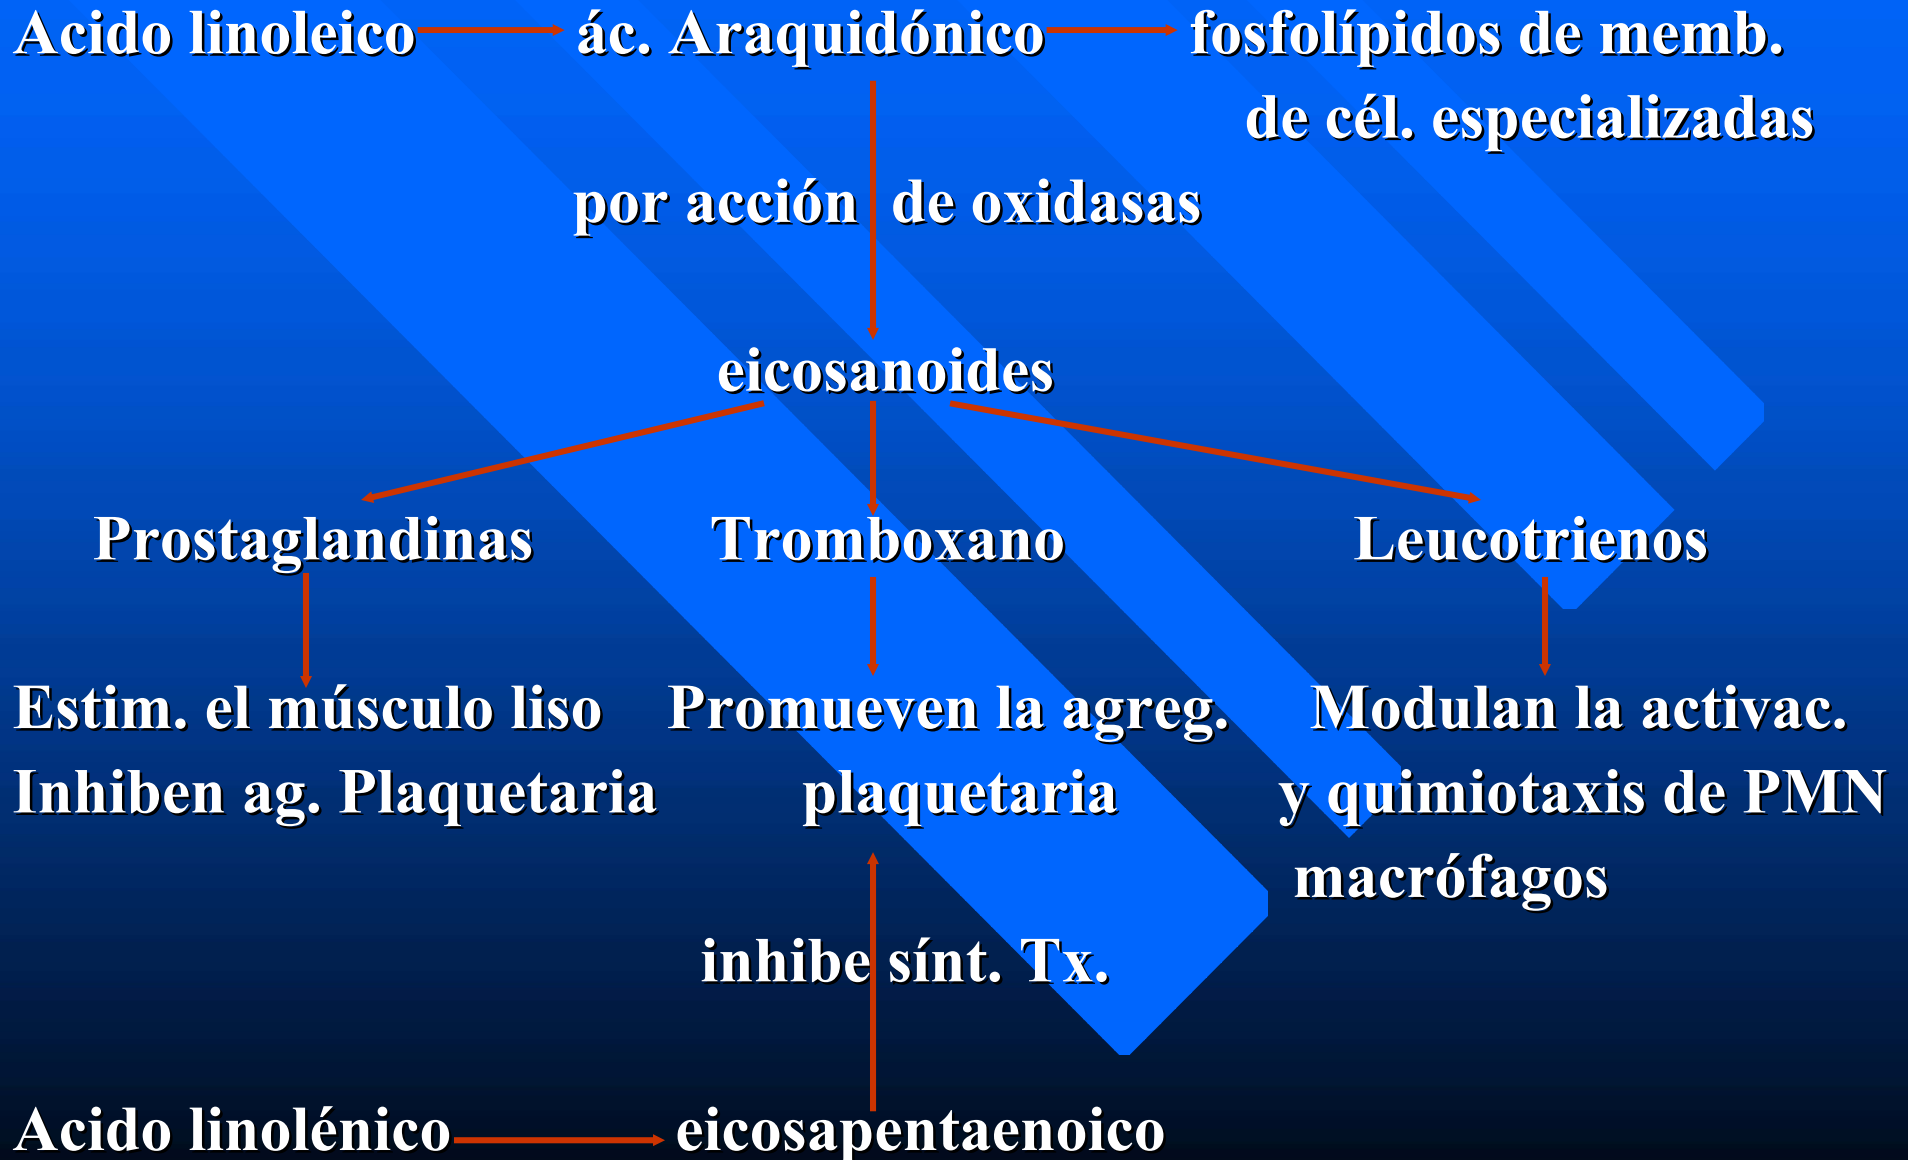 Acido linoleico ác. Araquidónico fosfolípidos de memb.
de cél. especializadas
por acción de oxidasas
eicosanoides
Prostaglandinas Tromboxano Leucotrienos
Estim. el músculo liso Promueven la agreg. Modulan la activac.
Inhiben ag. Plaquetaria plaquetaria y quimiotaxis de PMN
macrófagos
inhibe sínt. Tx.
Acido linolénico eicosapentaenoico